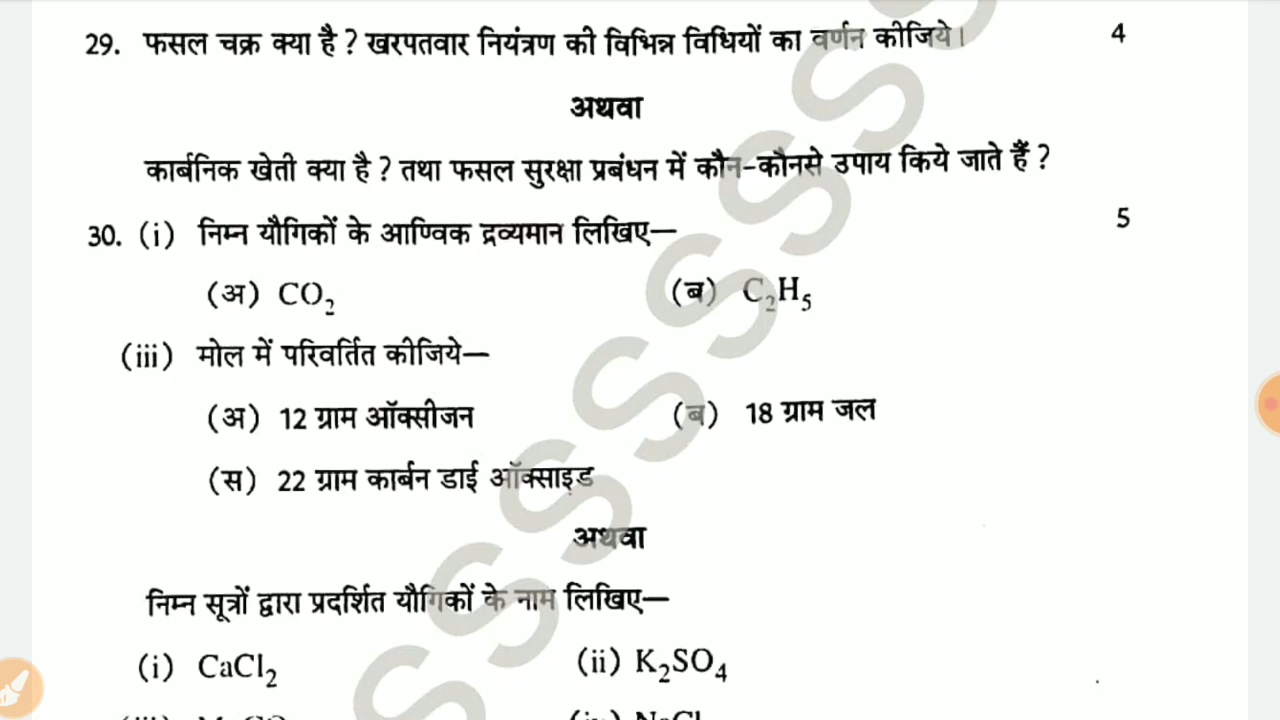 29. फसल चक्र क्या है ? खरपतवार नियंत्रण की विभिन्न विधियों का वर्णन कीजिये। 4
अथवा
कार्बनिक खेती क्या है ? तथा फसल सुरक्षा प्रबंधन में कौन-कौनसे उपाय किये जाते हैं ?
30. (i) निम्न यौगिकों के आण्विक द्रव्यमान लिखिए— 5
(अ) CO₂ (ब) C₂H₅
(iii) मोल में परिवर्तित कीजिये—
(अ) 12 ग्राम ऑक्सीजन (ब) 18 ग्राम जल
(स) 22 ग्राम कार्बन डाई ऑक्साइड
अथवा
निम्न सूत्रों द्वारा प्रदर्शित यौगिकों के नाम लिखिए—
(i) CaCl₂ (ii) K₂SO₄